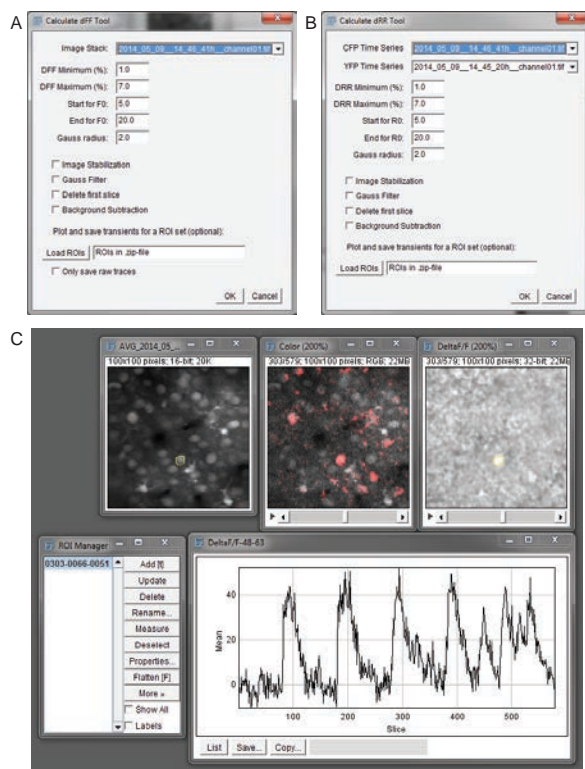 A
Calculate dFF Tool
Image Stack: 2014_05_09__14_46_41h__channel01.tif
DFF Minimum (%): 1.0
DFF Maximum (%): 7.0
Start for F0: 5.0
End for F0: 20.0
Gauss radius: 2.0
Image Stabilization
Gauss Filter
Delete first slice
Background Subtraction
Plot and save transients for a ROI set (optional):
Load ROIs ROIs in .zip-file
Only save raw traces
OK Cancel
B
Calculate dRR Tool
CFP Time Series 2014_05_09__14_46_41h__channel01.tif
YFP Time Series 2014_05_09__14_45_20h__channel01.tif
DRR Minimum (%): 1.0
DRR Maximum (%): 7.0
Start for R0: 5.0
End for R0: 20.0
Gauss radius: 2.0
Image Stabilization
Gauss Filter
Delete first slice
Background Subtraction
Plot and save transients for a ROI set (optional):
Load ROIs ROIs in .zip-file
OK Cancel
C
AVG_2014_05_...
100x100 pixels; 16-bit; 20K
Color (200%)
303/579; 100x100 pixels; RGB; 22MB
DeltaF/F (200%)
303/579; 100x100 pixels; 32-bit; 22MB
ROI Manager
0303-0066-0051
Add [t]
Update
Delete
Rename...
Measure
Deselect
Properties...
Flatten [F]
More »
Show All
Labels
DeltaF/F-48-63
Mean
40
20
0
100 200 300 400 500
Slice
List Save... Copy...